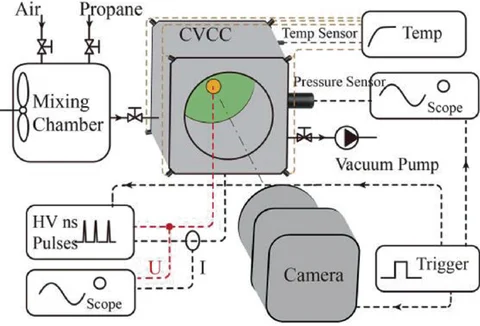 Air
Propane
CVCC
Temp Sensor
Temp
Mixing
Chamber
Pressure Sensor
Scope
Vacuum Pump
HV ns
Pulses
U
I
Scope
Camera
Trigger